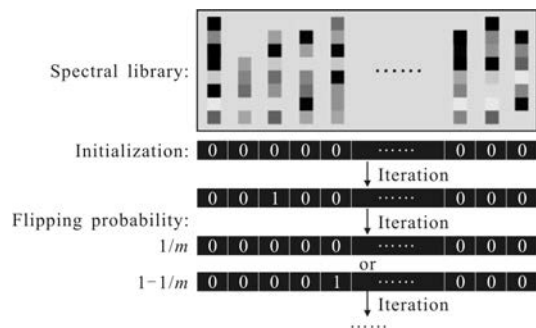 Spectral library:
……
Initialization: 0 0 0 0 0 …… 0 0 0
Iteration
0 0 1 0 0 …… 0 0 0
Flipping probability:
Iteration
1/m 0 0 0 0 0 …… 0 0 0
or
1−1/m 0 0 0 0 1 …… 0 0 0
Iteration
……